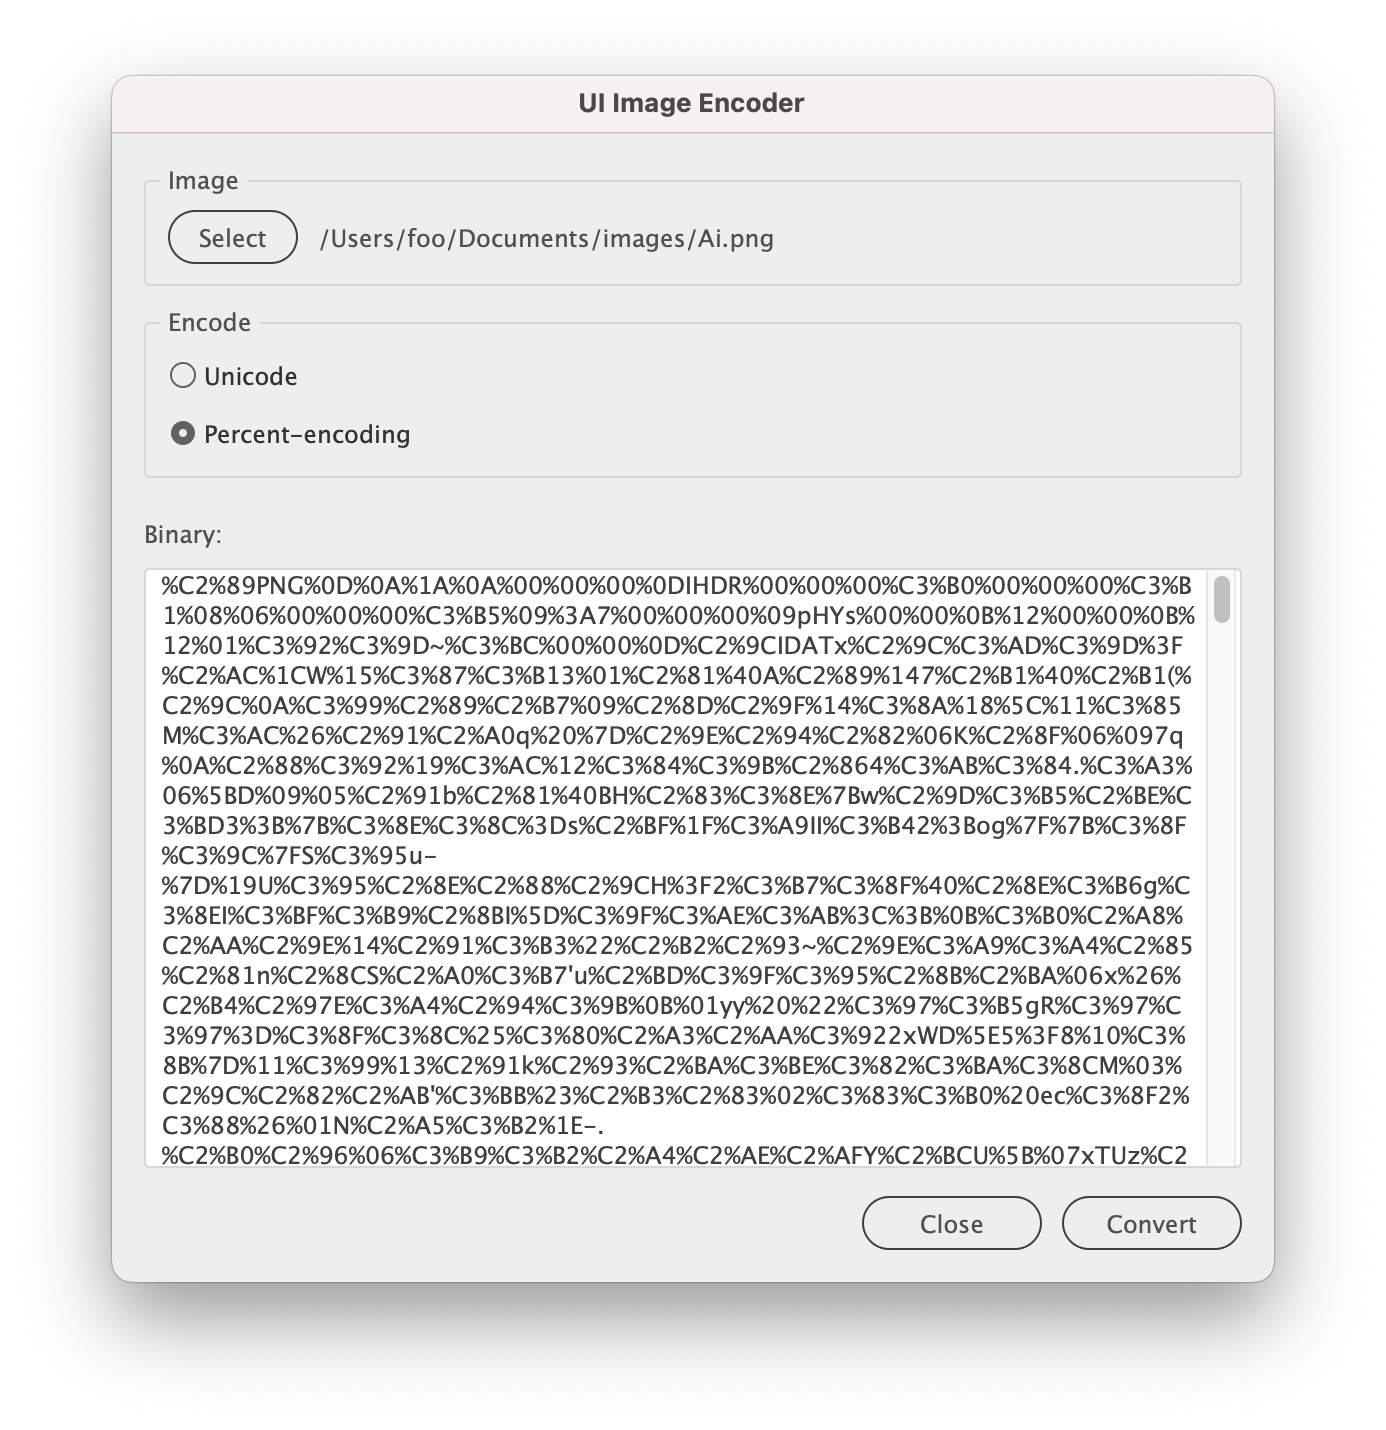 UI Image Encoder
Image
Select
/Users/foo/Documents/images/Ai.png
Encode
Unicode
Percent-encoding
Binary:
%C2%89PNG%0D%0A%1A%0A%00%00%00%0DIHDR%00%00%00%C3%B0%00%00%00%C3%B
1%08%06%00%00%00%C3%B5%09%3A7%00%00%00%09pHYs%00%00%0B%12%00%00%0B%
12%01%C3%92%C3%9D~%C3%BC%00%00%0D%C2%9CIDATx%C2%9C%C3%AD%C3%9D%3F
%C2%AC%1CW%15%C3%87%C3%B13%01%C2%81%40A%C2%89%147%C2%B1%40%C2%B1(%
C2%9C%0A%C3%99%C2%89%C2%B7%09%C2%8D%C2%9F%14%C3%8A%18%5C%11%C3%85
M%C3%AC%26%C2%91%C2%A0q%20%7D%C2%9E%C2%94%C2%82%06K%C2%8F%06%097q
%0A%C2%88%C3%92%19%C3%AC%12%C3%84%C3%9B%C2%864%C3%AB%C3%84.%C3%A3%
06%5BD%09%05%C2%91b%C2%81%40BH%C2%83%C3%8E%7Bw%C2%9D%C3%B5%C2%BE%C
3%BD3%3B%7B%C3%8E%C3%8C%3Ds%C2%BF%1F%C3%A9II%C3%B42%3Bog%7F%7B%C3%8F
%C3%9C%7FS%C3%95u-
%7D%19U%C3%95%C2%8E%C2%88%C2%9CH%3F2%C3%B7%C3%8F%40%C2%8E%C3%B6g%C
3%8EI%C3%BF%C3%B9%C2%8BI%5D%C3%9F%C3%AE%C3%AB%3C%3B%0B%C3%B0%C2%A8%
C2%AA%C2%9E%14%C2%91%C3%B3%22%C2%B2%C2%93~%C2%9E%C3%A9%C3%A4%C2%85
%C2%81n%C2%8CS%C2%A0%C3%B7'u%C2%BD%C3%9F%C3%95%C2%8B%C2%BA%06x%26%
C2%B4%C2%97E%C3%A4%C2%94%C3%9B%0B%01yy%20%22%C3%97%C3%B5gR%C3%97%C
3%97%3D%C3%8F%C3%8C%25%C3%80%C2%A3%C2%AA%C3%922xWD%5E5%3F8%10%C3%
8B%7D%11%C3%99%13%C2%91k%C2%93%C2%BA%C3%BE%C3%82%C3%BA%C3%8CM%03%
C2%9C%C2%82%C2%AB'%C3%BB%23%C2%B3%C2%83%02%C3%83%C3%B0%20ec%C3%8F2%
C3%88%26%01N%C2%A5%C3%B2%1E-.
%C2%B0%C2%96%06%C3%B9%C3%B2%C2%A4%C2%AE%C2%AFY%C2%BCU%5B%07xTUz%C2
Close
Convert